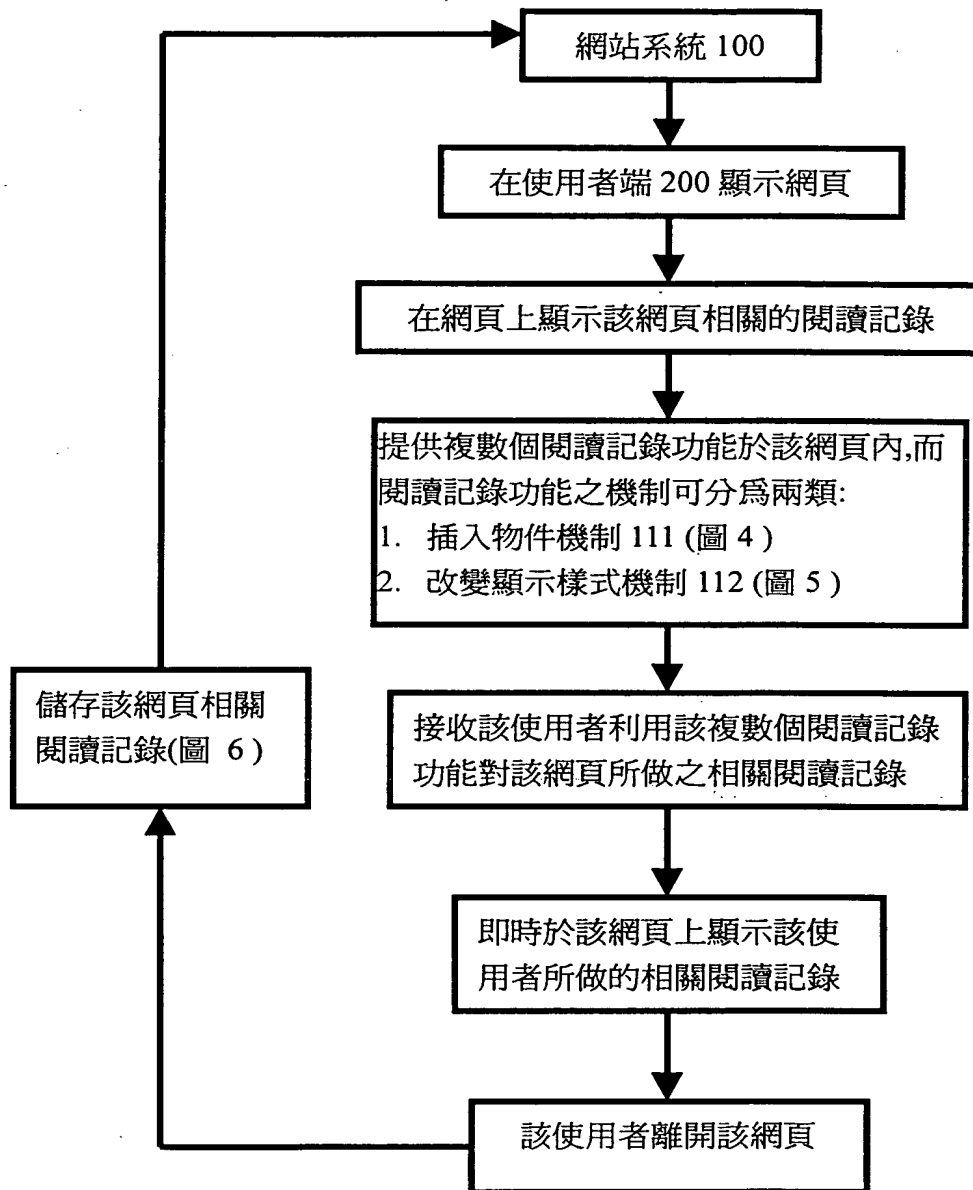 網站系統 100
在使用者端 200 顯示網頁
在網頁上顯示該網頁相關的閱讀記錄
提供複數個閱讀記錄功能於該網頁內,而
閱讀記錄功能之機制可分爲兩類:
1. 插入物件機制 111 (圖 4 )
2. 改變顯示樣式機制 112 (圖 5 )
接收該使用者利用該複數個閱讀記錄
功能對該網頁所做之相關閱讀記錄
即時於該網頁上顯示該使
用者所做的相關閱讀記錄
該使用者離開該網頁
儲存該網頁相關
閱讀記錄(圖 6 )